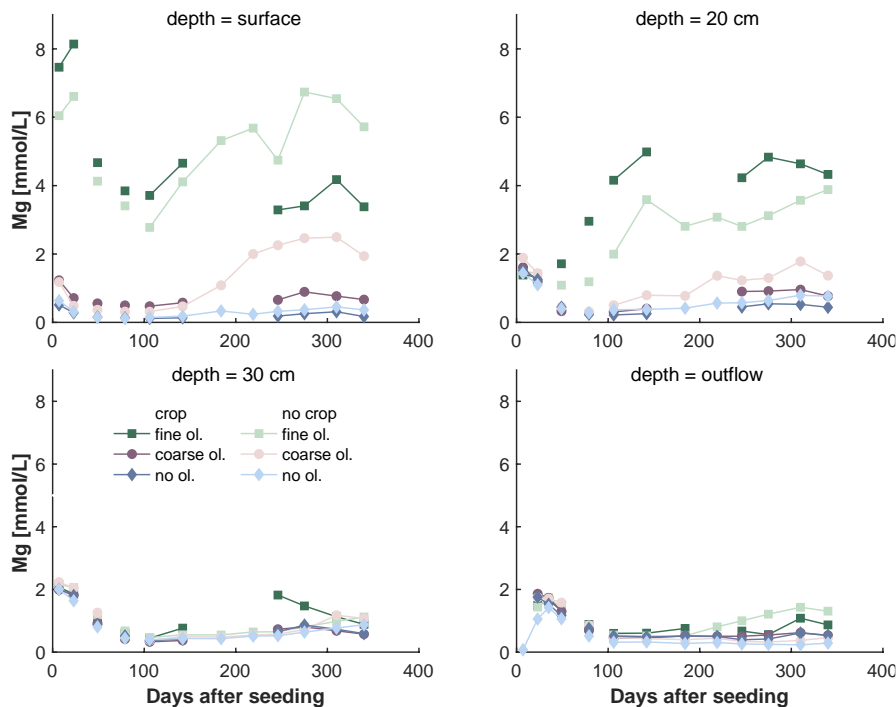 depth = surface
depth = 20 cm
Mg [mmol/L]
8
6
4
2
0
0 100 200 300 400
8
6
4
2
0
0 100 200 300 400
depth = 30 cm
depth = outflow
Mg [mmol/L]
8
6
4
2
0
crop no crop
fine ol. fine ol.
coarse ol. coarse ol.
no ol. no ol.
0 100 200 300 400
Days after seeding
8
6
4
2
0
0 100 200 300 400
Days after seeding